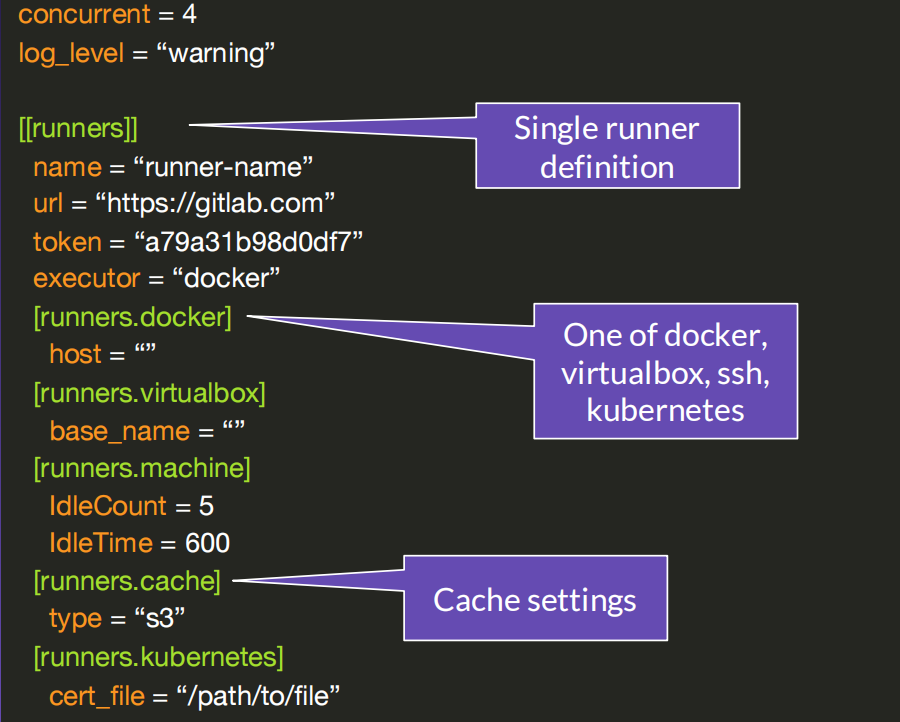 concurrent = 4
log_level = “warning”
[[runners]]
Single runner
definition
name = “runner-name”
url = “https://gitlab.com”
token = “a79a31b98d0df7”
executor = “docker”
[runners.docker]
One of docker,
virtualbox, ssh,
kubernetes
host = “”
[runners.virtualbox]
base_name = “”
[runners.machine]
IdleCount = 5
IdleTime = 600
[runners.cache]
Cache settings
type = “s3”
[runners.kubernetes]
cert_file = “/path/to/file”